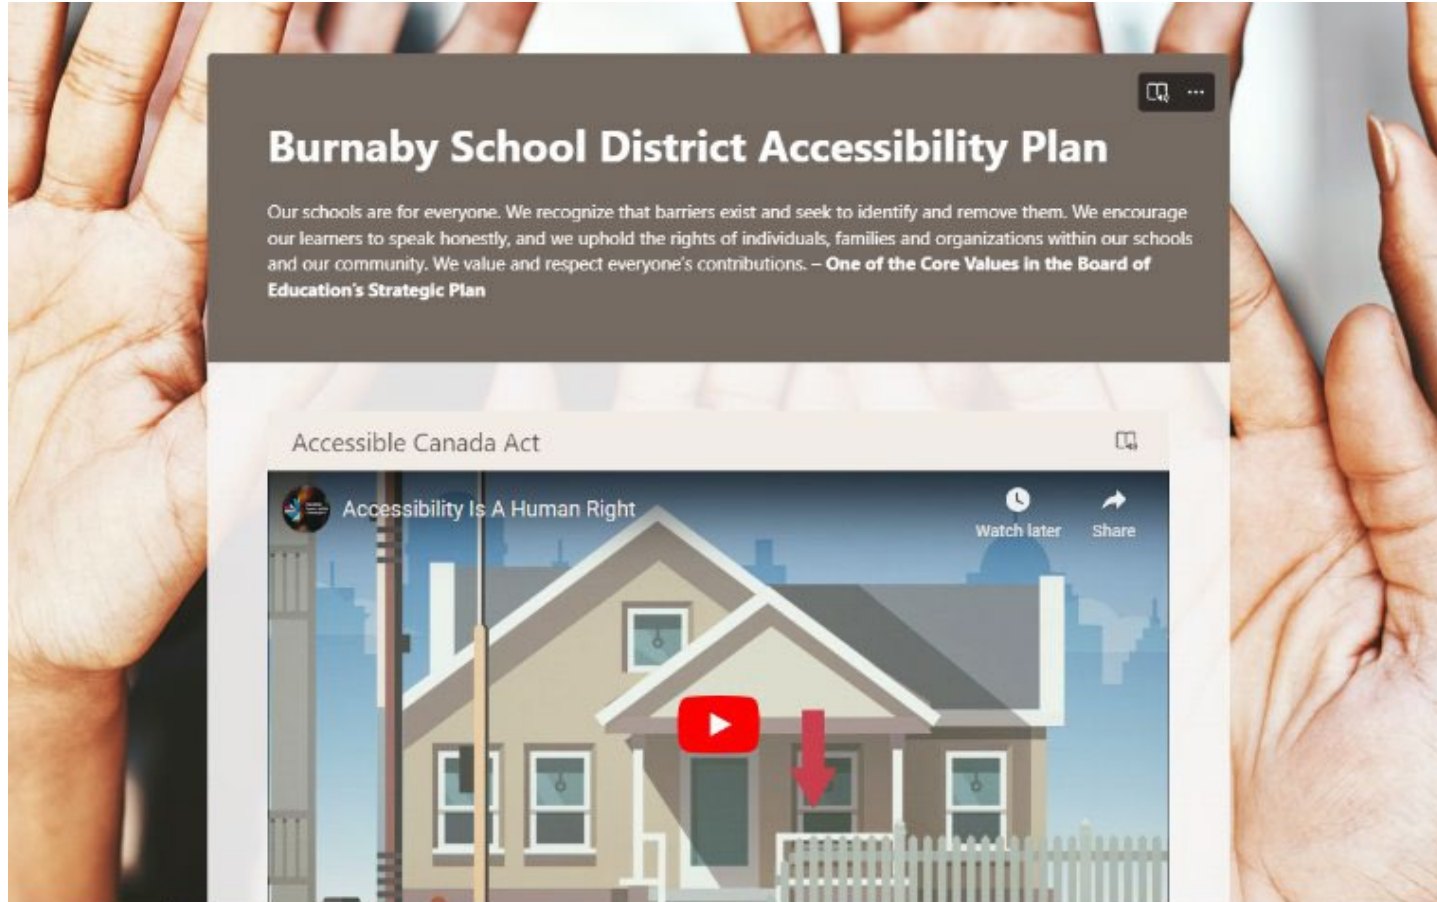 Burnaby School District Accessibility Plan
Our schools are for everyone. We recognize that barriers exist and seek to identify and remove them. We encourage
our learners to speak honestly, and we uphold the rights of individuals, families and organizations within our schools
and our community. We value and respect everyone's contributions. – One of the Core Values in the Board of
Education's Strategic Plan
Accessible Canada Act
Accessibility Is A Human Right
Watch later
Share